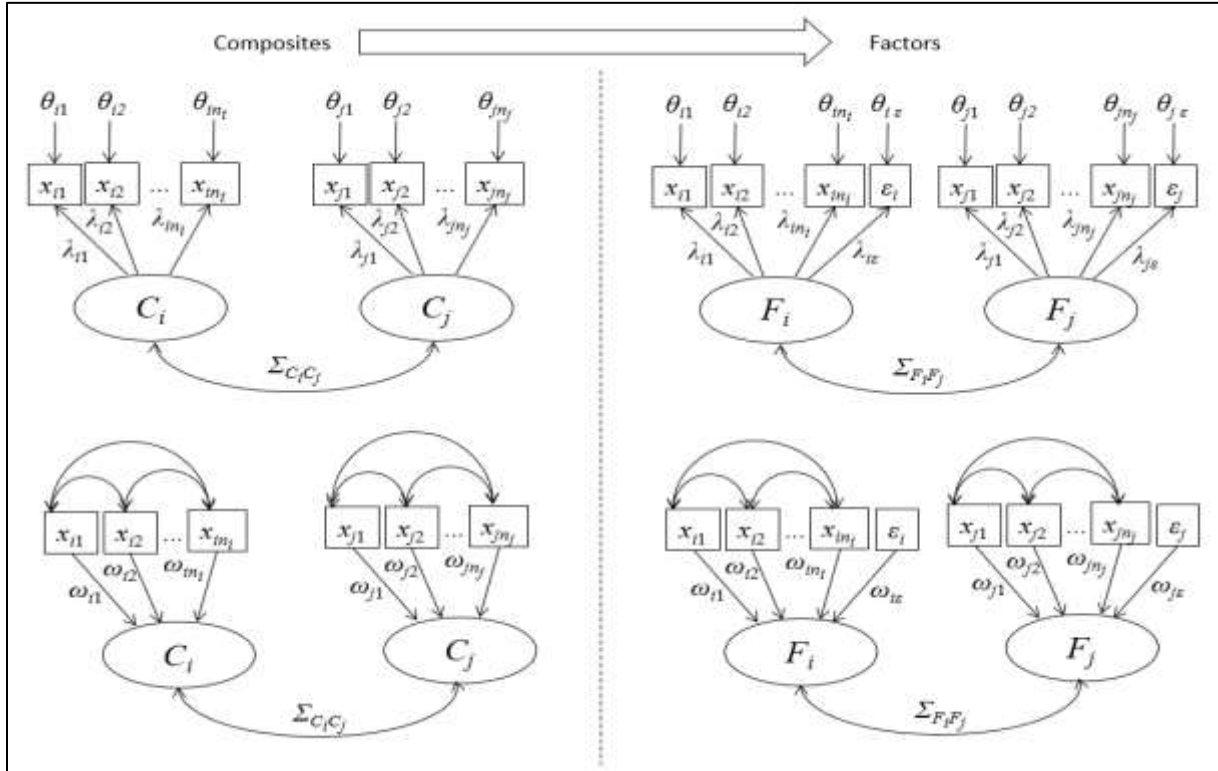 Composites Factors
θi1 θi2 θini θj1 θj2 θjnj θi1 θi2 θini θiε θj1 θj2 θjnj θjε
xi1 xi2 ... xini xj1 xj2 ... xjnj xi1 xi2 ... xini εi xj1 xj2 ... xjnj εj
λi1 λi2 λini λj1 λj2 λjnj λi1 λi2 λini λiε λj1 λj2 λjnj λjε
Ci Cj Fi Fj
ΣCiCj ΣFiFj
xi1 xi2 ... xini xj1 xj2 ... xjnj xi1 xi2 ... xini εi xj1 xj2 ... xjnj εj
ωi1 ωi2 ωini ωj1 ωj2 ωjnj ωi1 ωi2 ωini ωiε ωj1 ωj2 ωjnj ωjε
Ci Cj Fi Fj
ΣCiCj ΣFiFj